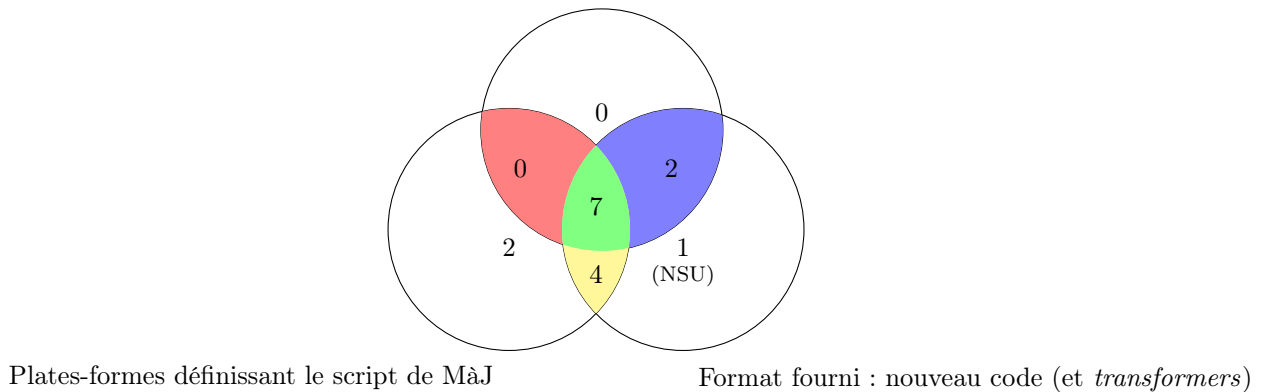 0
0
2
7
2
1
(NSU)
4
Plates-formes définissant le script de MàJ
Format fourni : nouveau code (et transformers)